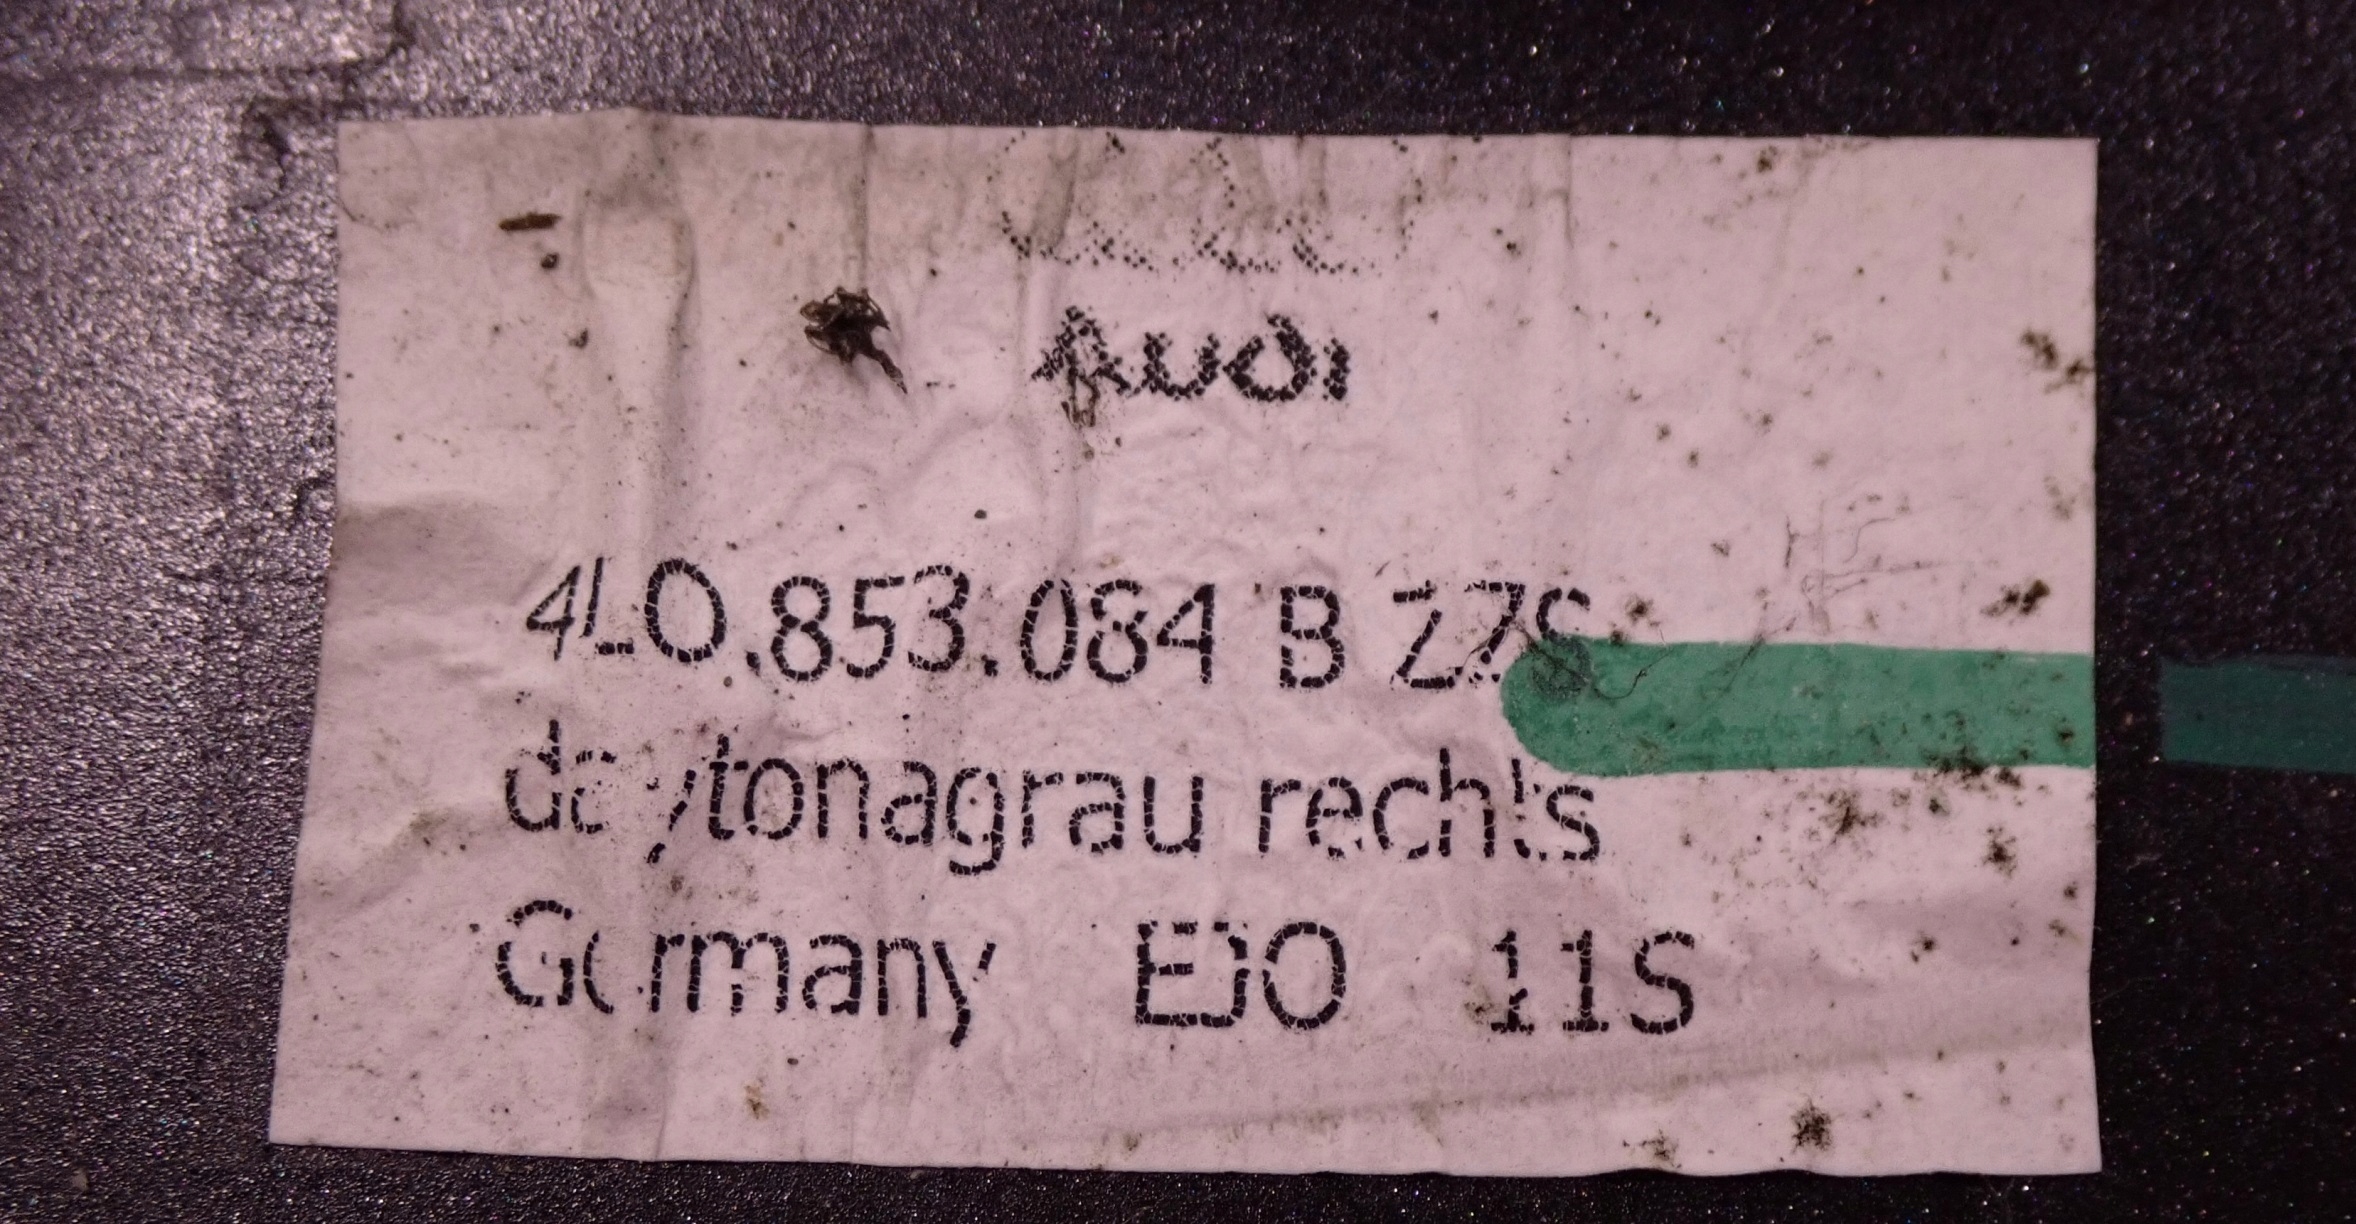 Audi
4L0.853.084 B Z7S
daytonagrau rechts
Germany EJO 11S